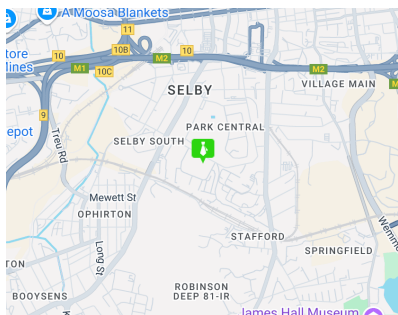 A Moosa Blankets
11
tore
lines
10
10B
10
M1
M2
10C
M2
M
SELBY
VILLAGE MAIN
9
epot
Treu Rd
SELBY SOUTH
PARK CENTRAL
Mewett St
OPHIRTON
Long St
STAFFORD
Wemm
SPRINGFIELD
TON
BOOYSENS
ROBINSON
DEEP 81-IR
James Hall Museum